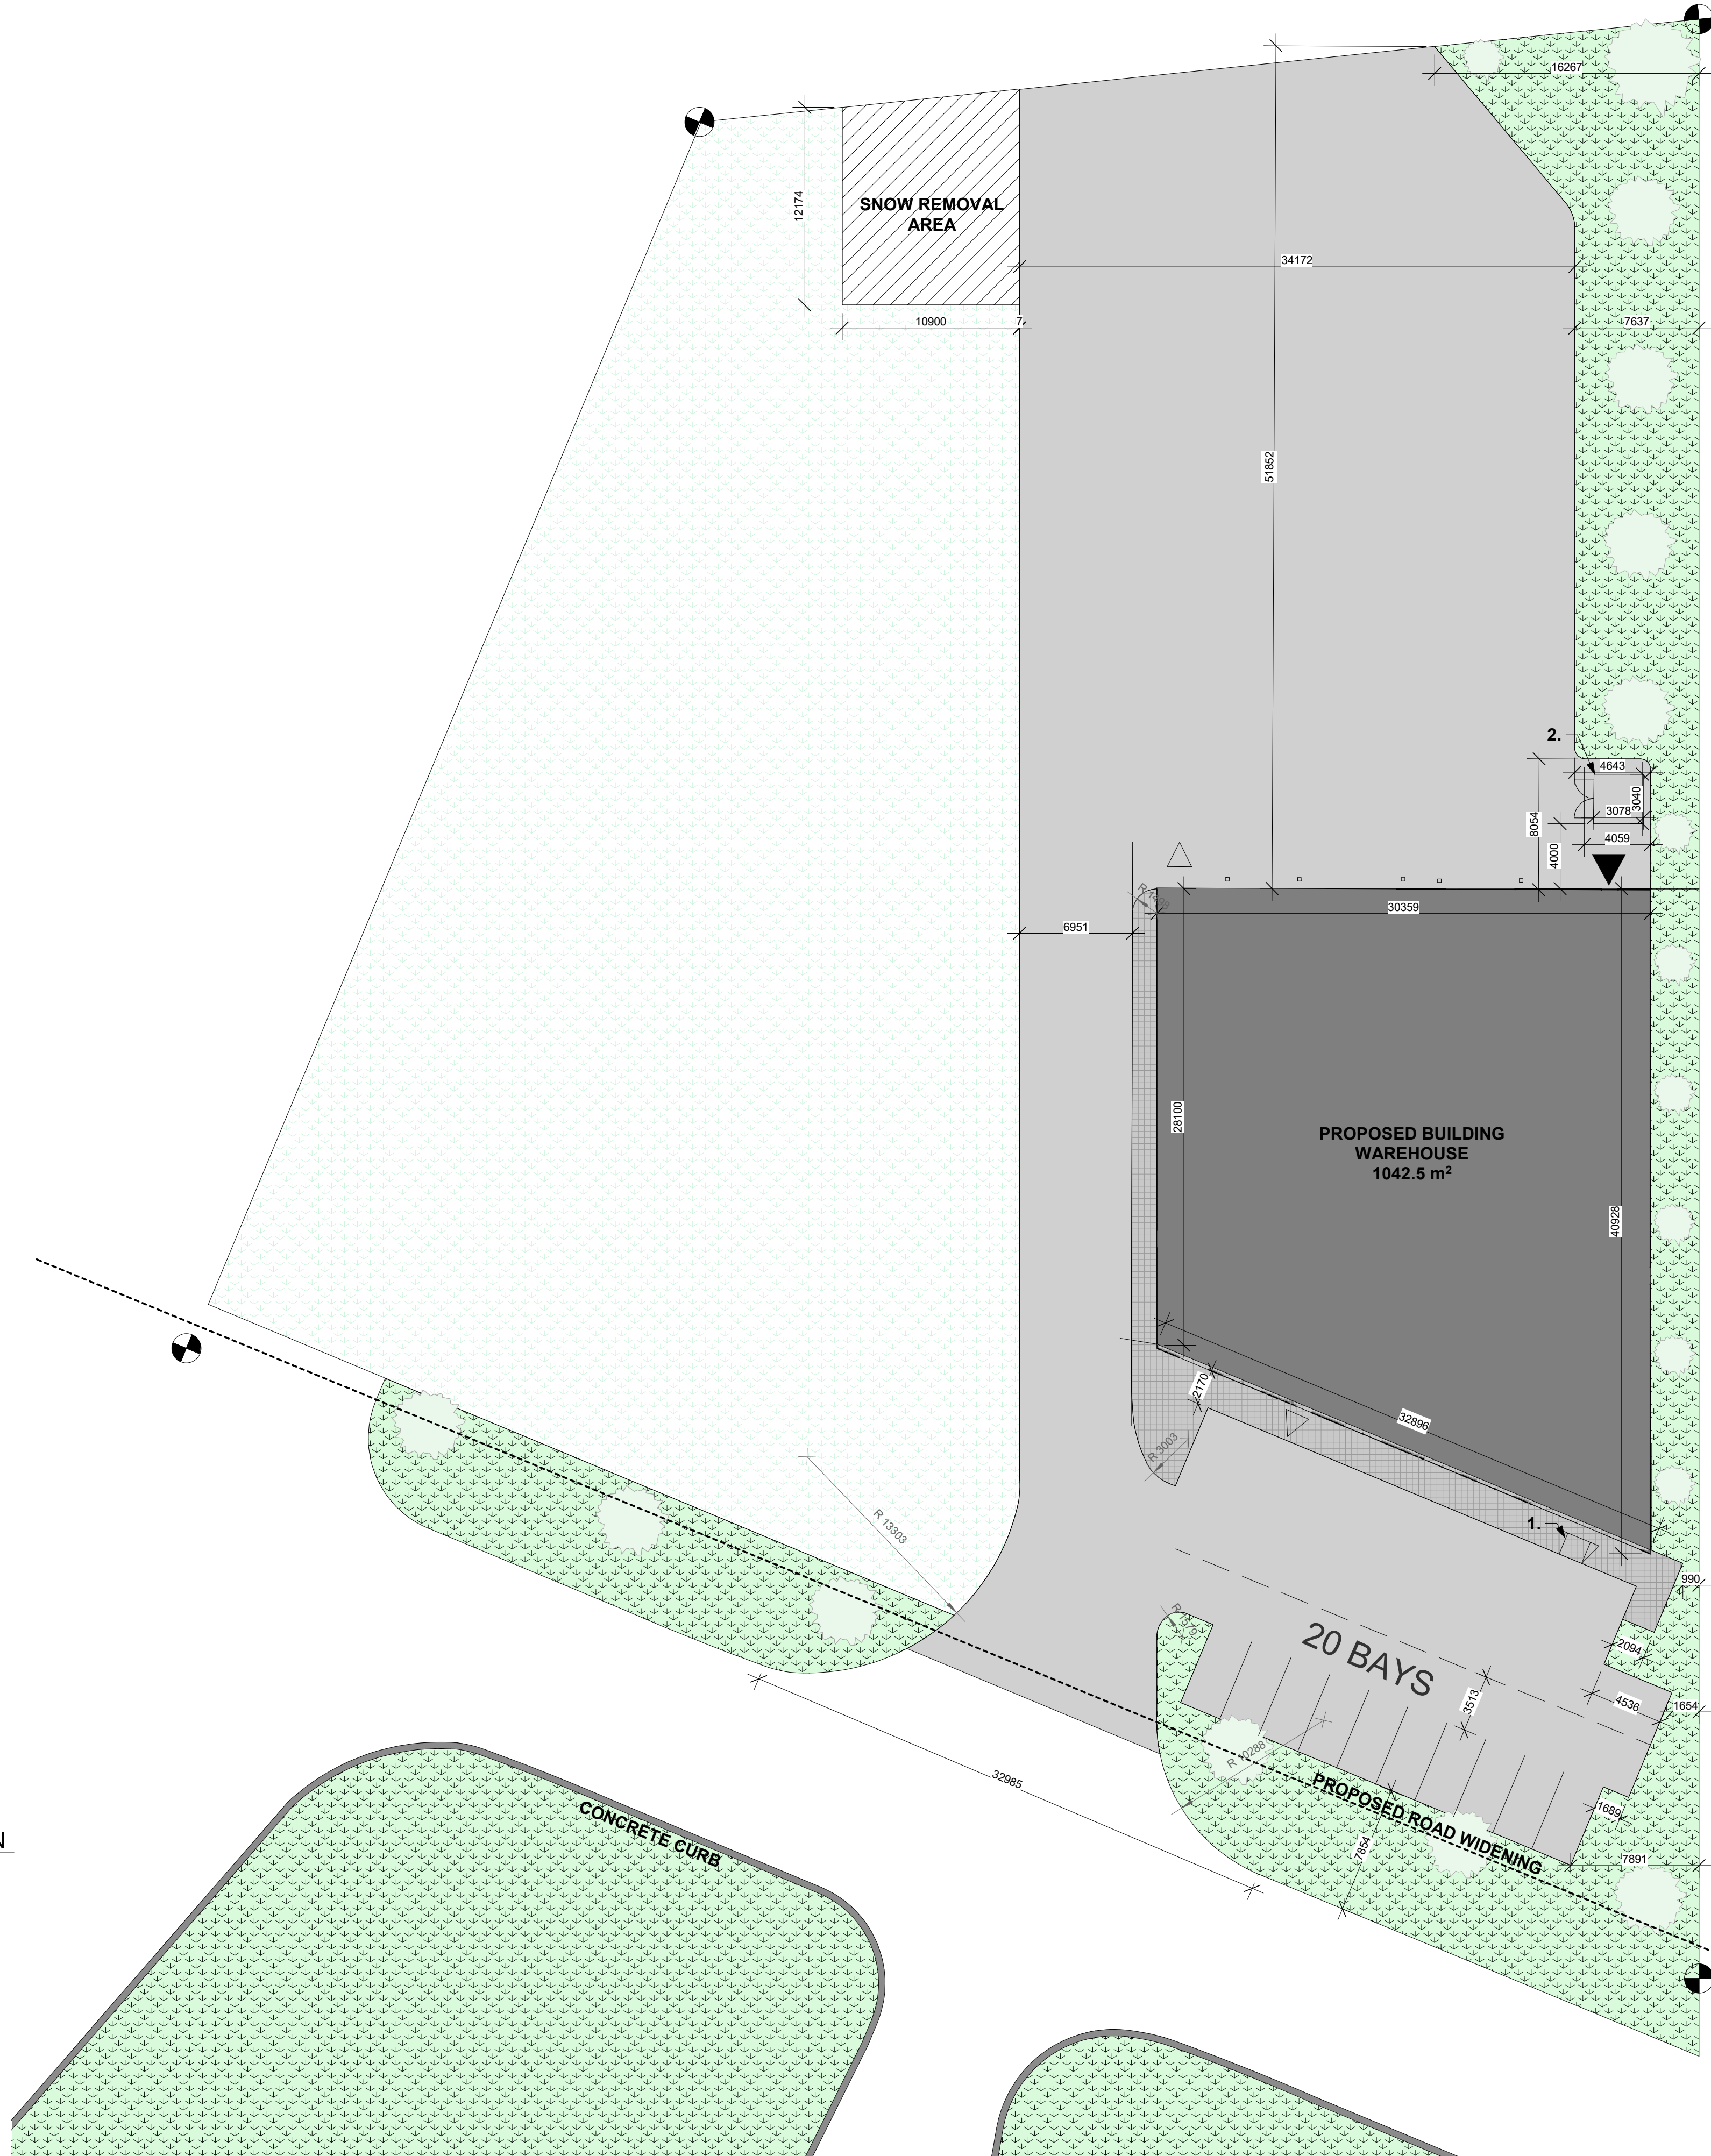 16267
12174
SNOW REMOVAL
AREA
34172
10900
7
7637
51852
2.
4643
3040
3078
8054
4059
4000
R 1498
30359
6951
28100
PROPOSED BUILDING
WAREHOUSE
1042.5 m²
40928
2170
32896
R 3003
R 13303
1.
990
20 BAYS
2094
4536
1654
3513
R 10288
32985
PROPOSED ROAD WIDENING
CONCRETE CURB
1689
7854
7891
N